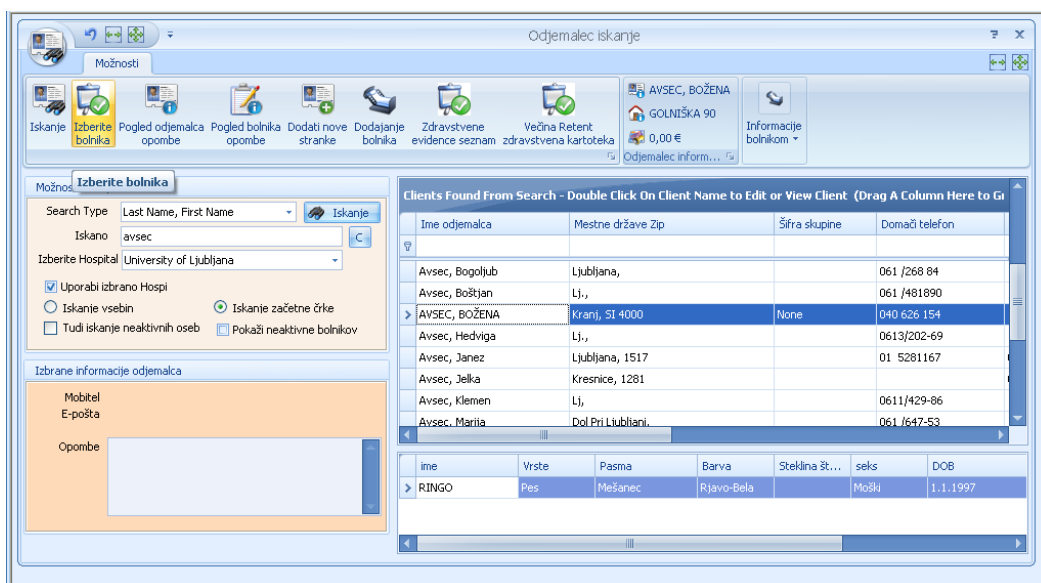 Odjemalec iskanje
Možnosti
Iskanje
Izberite bolnika
Pogled odjemalca opombe
Pogled bolnika opombe
Dodati nove stranke
Dodajanje bolnika
Zdravstvene evidence seznam
Večina Retent zdravstvena kartoteka
AVSEC, BOŽENA
GOLNIŠKA 90
0,00 €
Odjemalec inform...
Informacije bolnikom
Možnos
Izberite bolnika
Search Type Last Name, First Name Iskanje
Iskano avsec C
Izberite Hospital University of Ljubljana
Uporabi izbrano Hospi
Iskanje vsebin Iskanje začetne črke
Tudi iskanje neaktivnih oseb Pokaži neaktivne bolnikov
Izbrane informacije odjemalca
Mobitel
E-pošta
Opombe
Clients Found From Search - Double Click On Client Name to Edit or View Client (Drag A Column Here to Gr
Ime odjemalca Mestne države Zip Šifra skupine Domači telefon
Avsec, Bogoljub Ljubljana, 061 /268 84
Avsec, Boštjan Lj., 061 /481890
AVSEC, BOŽENA Kranj, SI 4000 None 040 626 154
Avsec, Hedviga Lj., 0613/202-69
Avsec, Janez Ljubljana, 1517 01 5281167
Avsec, Jelka Kresnice, 1281
Avsec, Klemen Lj, 0611/429-86
Avsec, Marija Dol Pri Ljubljani, 061 /647-53
ime Vrste Pasma Barva Steklina št... seks DOB
RINGO Pes Mešanec Rjavo-Bela Moški 1.1.1997